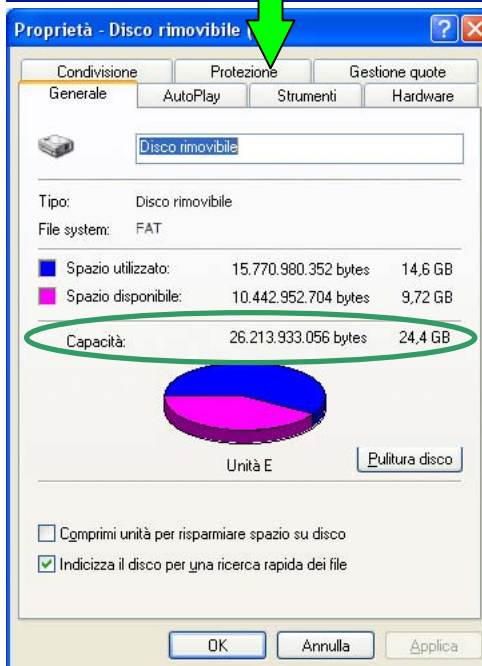 Proprietà - Disco rimovibile (
Condivisione Protezione Gestione quote
Generale AutoPlay Strumenti Hardware
Disco rimovibile
Tipo: Disco rimovibile
File system: FAT
Spazio utilizzato: 15.770.980.352 bytes 14,6 GB
Spazio disponibile: 10.442.952.704 bytes 9,72 GB
Capacità: 26.213.933.056 bytes 24,4 GB
Unità E
Pulitura disco
Comprimi unità per risparmiare spazio su disco
Indicizza il disco per una ricerca rapida dei file
OK Annulla Applica